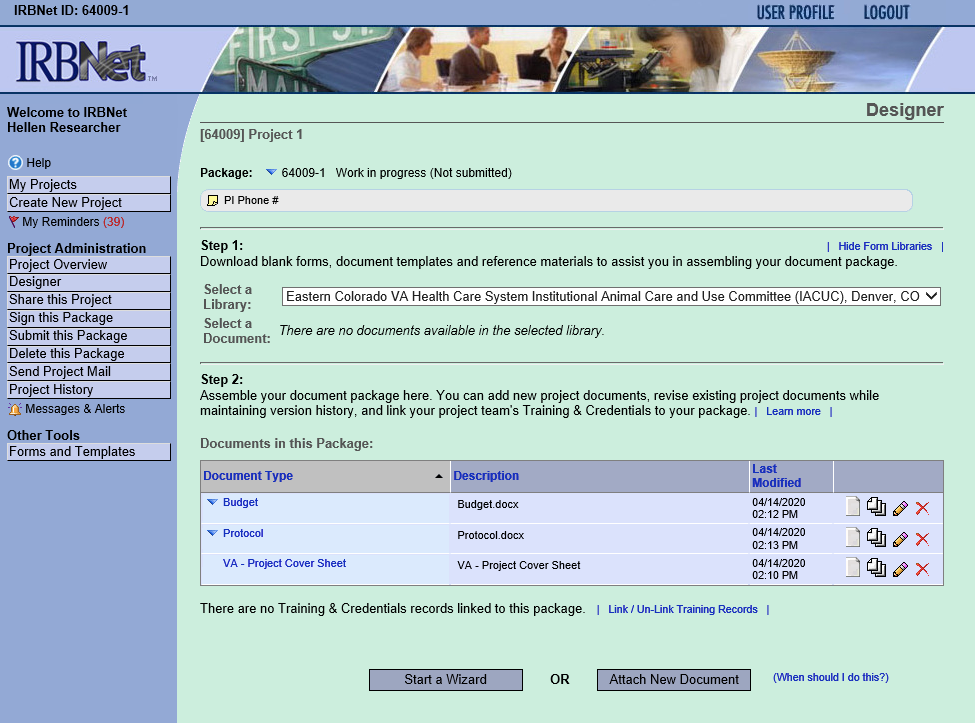 IRBNet ID: 64009-1
USER PROFILE LOGOUT
IRBNet TM
FIRST ST.
MAIN
Welcome to IRBNet
Hellen Researcher
Help
My Projects
Create New Project
My Reminders (39)
Project Administration
Project Overview
Designer
Share this Project
Sign this Package
Submit this Package
Delete this Package
Send Project Mail
Project History
Messages & Alerts
Other Tools
Forms and Templates
Designer
[64009] Project 1
Package: 64009-1 Work in progress (Not submitted)
PI Phone #
Step 1: | Hide Form Libraries |
Download blank forms, document templates and reference materials to assist you in assembling your document package.
Select a
Library:
Eastern Colorado VA Health Care System Institutional Animal Care and Use Committee (IACUC), Denver, CO
Select a
Document:
There are no documents available in the selected library.
Step 2:
Assemble your document package here. You can add new project documents, revise existing project documents while
maintaining version history, and link your project team's Training & Credentials to your package. | Learn more |
Documents in this Package:
Document Type Description Last
Modified
Budget Budget.docx 04/14/2020
02:12 PM
Protocol Protocol.docx 04/14/2020
02:13 PM
VA - Project Cover Sheet VA - Project Cover Sheet 04/14/2020
02:10 PM
There are no Training & Credentials records linked to this package. | Link / Un-Link Training Records |
Start a Wizard OR Attach New Document (When should I do this?)